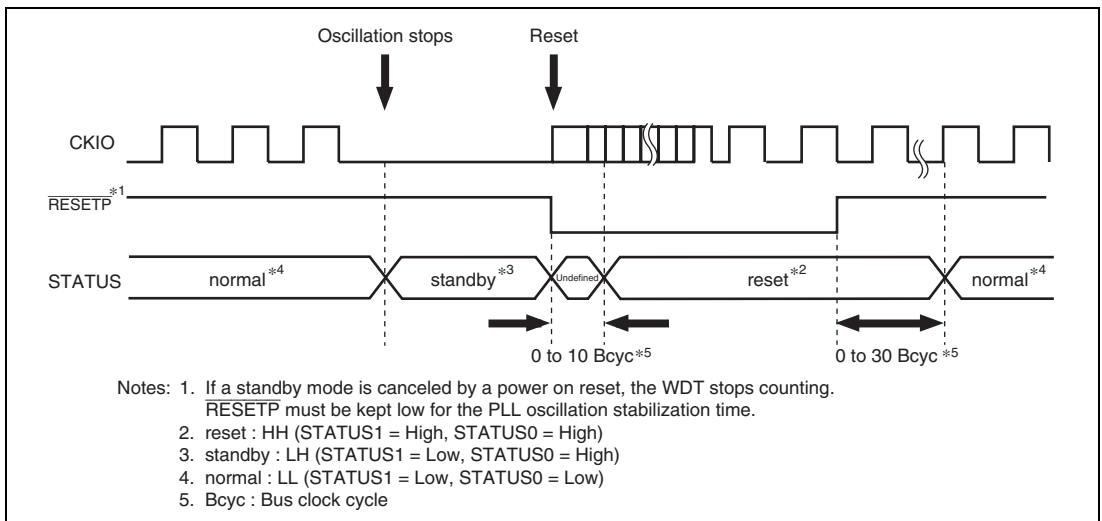 Oscillation stops Reset
CKIO
RESETP*1
STATUS normal*4 standby*3 Undefined reset*2 normal*4
0 to 10 Bcyc*5 0 to 30 Bcyc *5
Notes: 1. If a standby mode is canceled by a power on reset, the WDT stops counting.
RESETP must be kept low for the PLL oscillation stabilization time.
2. reset : HH (STATUS1 = High, STATUS0 = High)
3. standby : LH (STATUS1 = Low, STATUS0 = High)
4. normal : LL (STATUS1 = Low, STATUS0 = Low)
5. Bcyc : Bus clock cycle